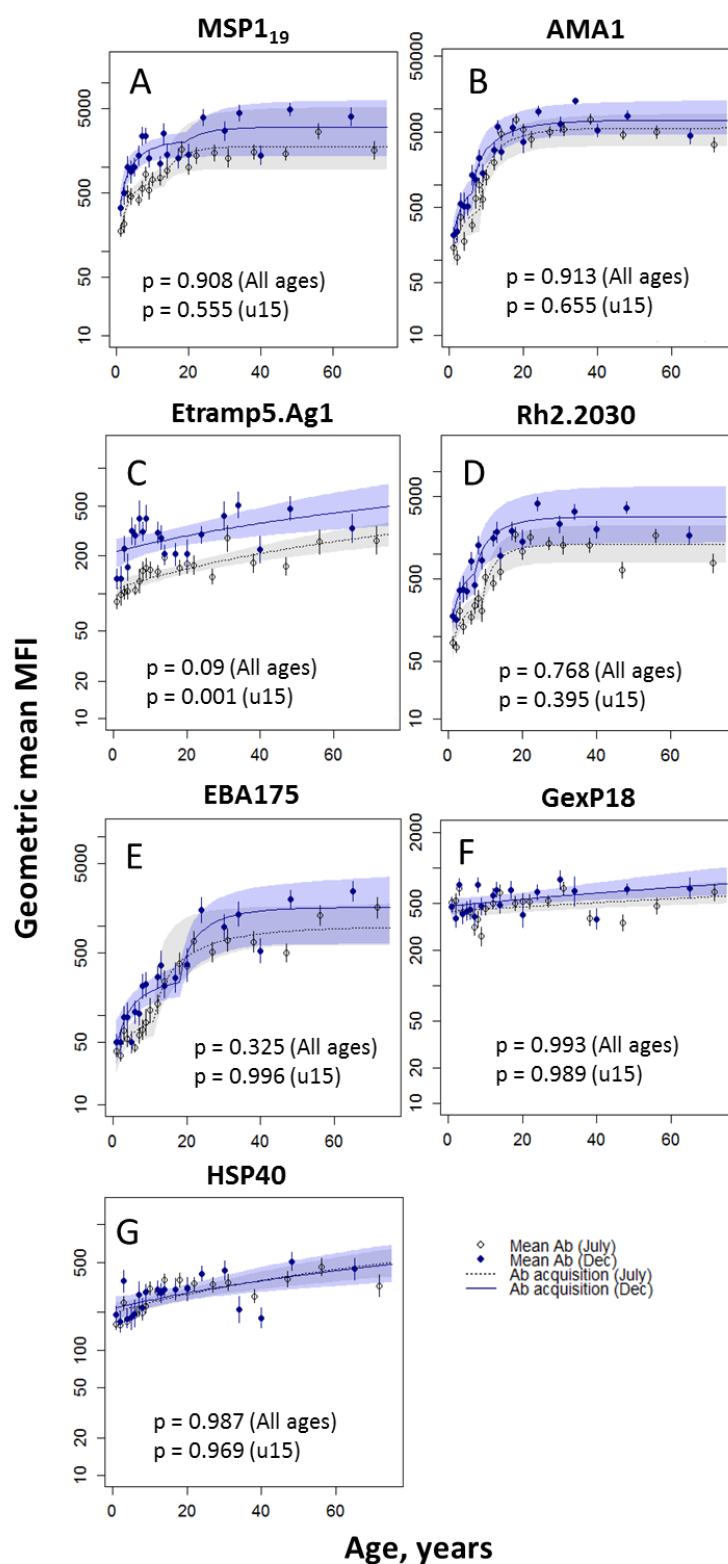 MSP1₁₉
AMA1
A
B
5000
500
50
10
5000
500
50
10
p = 0.908 (All ages)
p = 0.555 (u15)
p = 0.913 (All ages)
p = 0.655 (u15)
0 20 40 60
0 20 40 60
Etramp5.Ag1
Rh2.2030
C
D
500
200
100
50
20
10
5000
500
50
10
p = 0.09 (All ages)
p = 0.001 (u15)
p = 0.768 (All ages)
p = 0.395 (u15)
0 20 40 60
0 20 40 60
Geometric mean MFI
EBA175
GexP18
E
F
5000
500
50
10
2000
500
200
50
20
10
p = 0.325 (All ages)
p = 0.996 (u15)
p = 0.993 (All ages)
p = 0.989 (u15)
0 20 40 60
0 20 40 60
HSP40
G
500
200
100
50
20
10
p = 0.987 (All ages)
p = 0.969 (u15)
0 20 40 60
Mean Ab (July)
Mean Ab (Dec)
Ab acquisition (July)
Ab acquisition (Dec)
Age, years